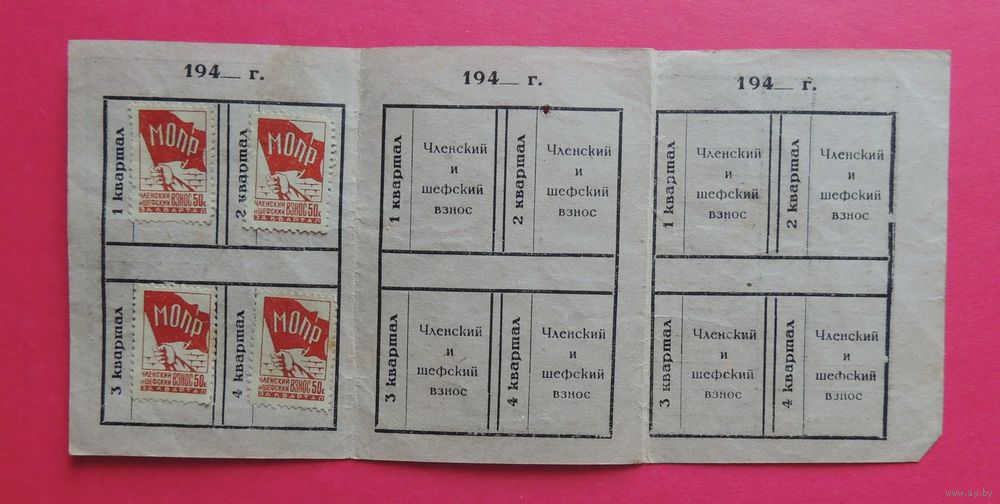 194_ г.
1 квартал
МОПР
ЧЛЕНСКИЙ
И ШЕФСКИЙ ВЗНОС 50к
ЗА КВАРТАЛ
2 квартал
МОПР
ЧЛЕНСКИЙ
И ШЕФСКИЙ ВЗНОС 50к
ЗА КВАРТАЛ
3 квартал
МОПР
ЧЛЕНСКИЙ
И ШЕФСКИЙ ВЗНОС 50к
ЗА КВАРТАЛ
4 квартал
МОПР
ЧЛЕНСКИЙ
И ШЕФСКИЙ ВЗНОС 50к
ЗА КВАРТАЛ
194_ г.
1 квартал
Членский
и
шефский
взнос
2 квартал
Членский
и
шефский
взнос
3 квартал
Членский
и
шефский
взнос
4 квартал
Членский
и
шефский
взнос
194_ г.
1 квартал
Членский
и
шефский
взнос
2 квартал
Членский
и
шефский
взнос
3 квартал
Членский
и
шефский
взнос
4 квартал
Членский
и
шефский
взнос
www.ay.by